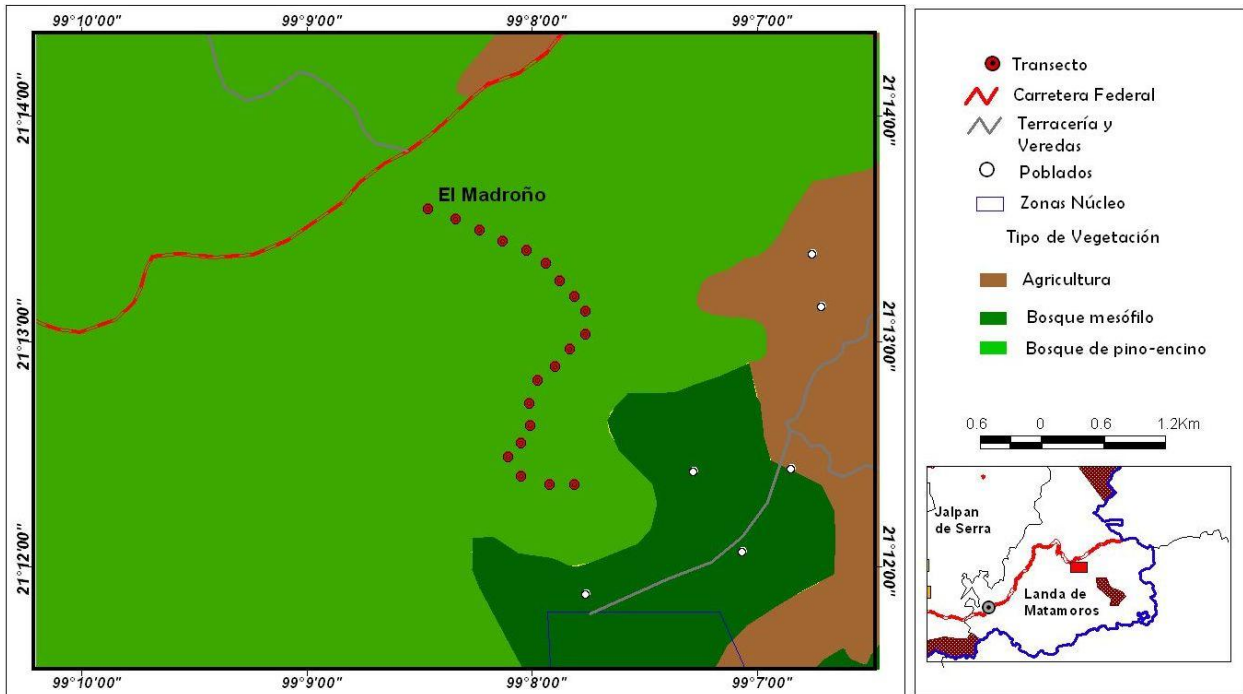 99°10'00"
99°9'00"
99°8'00"
99°7'00"
21°14'00"
21°13'00"
21°12'00"
El Madroño
21°14'00"
21°13'00"
21°12'00"
99°10'00"
99°9'00"
99°8'00"
99°7'00"
Transecto
Carretera Federal
Terracería y
Veredas
Poblados
Zonas Núcleo
Tipo de Vegetación
Agricultura
Bosque mesófilo
Bosque de pino-encino
0.6 0 0.6 1.2Km
Jalpan
de Serra
Landa de
Matamoros